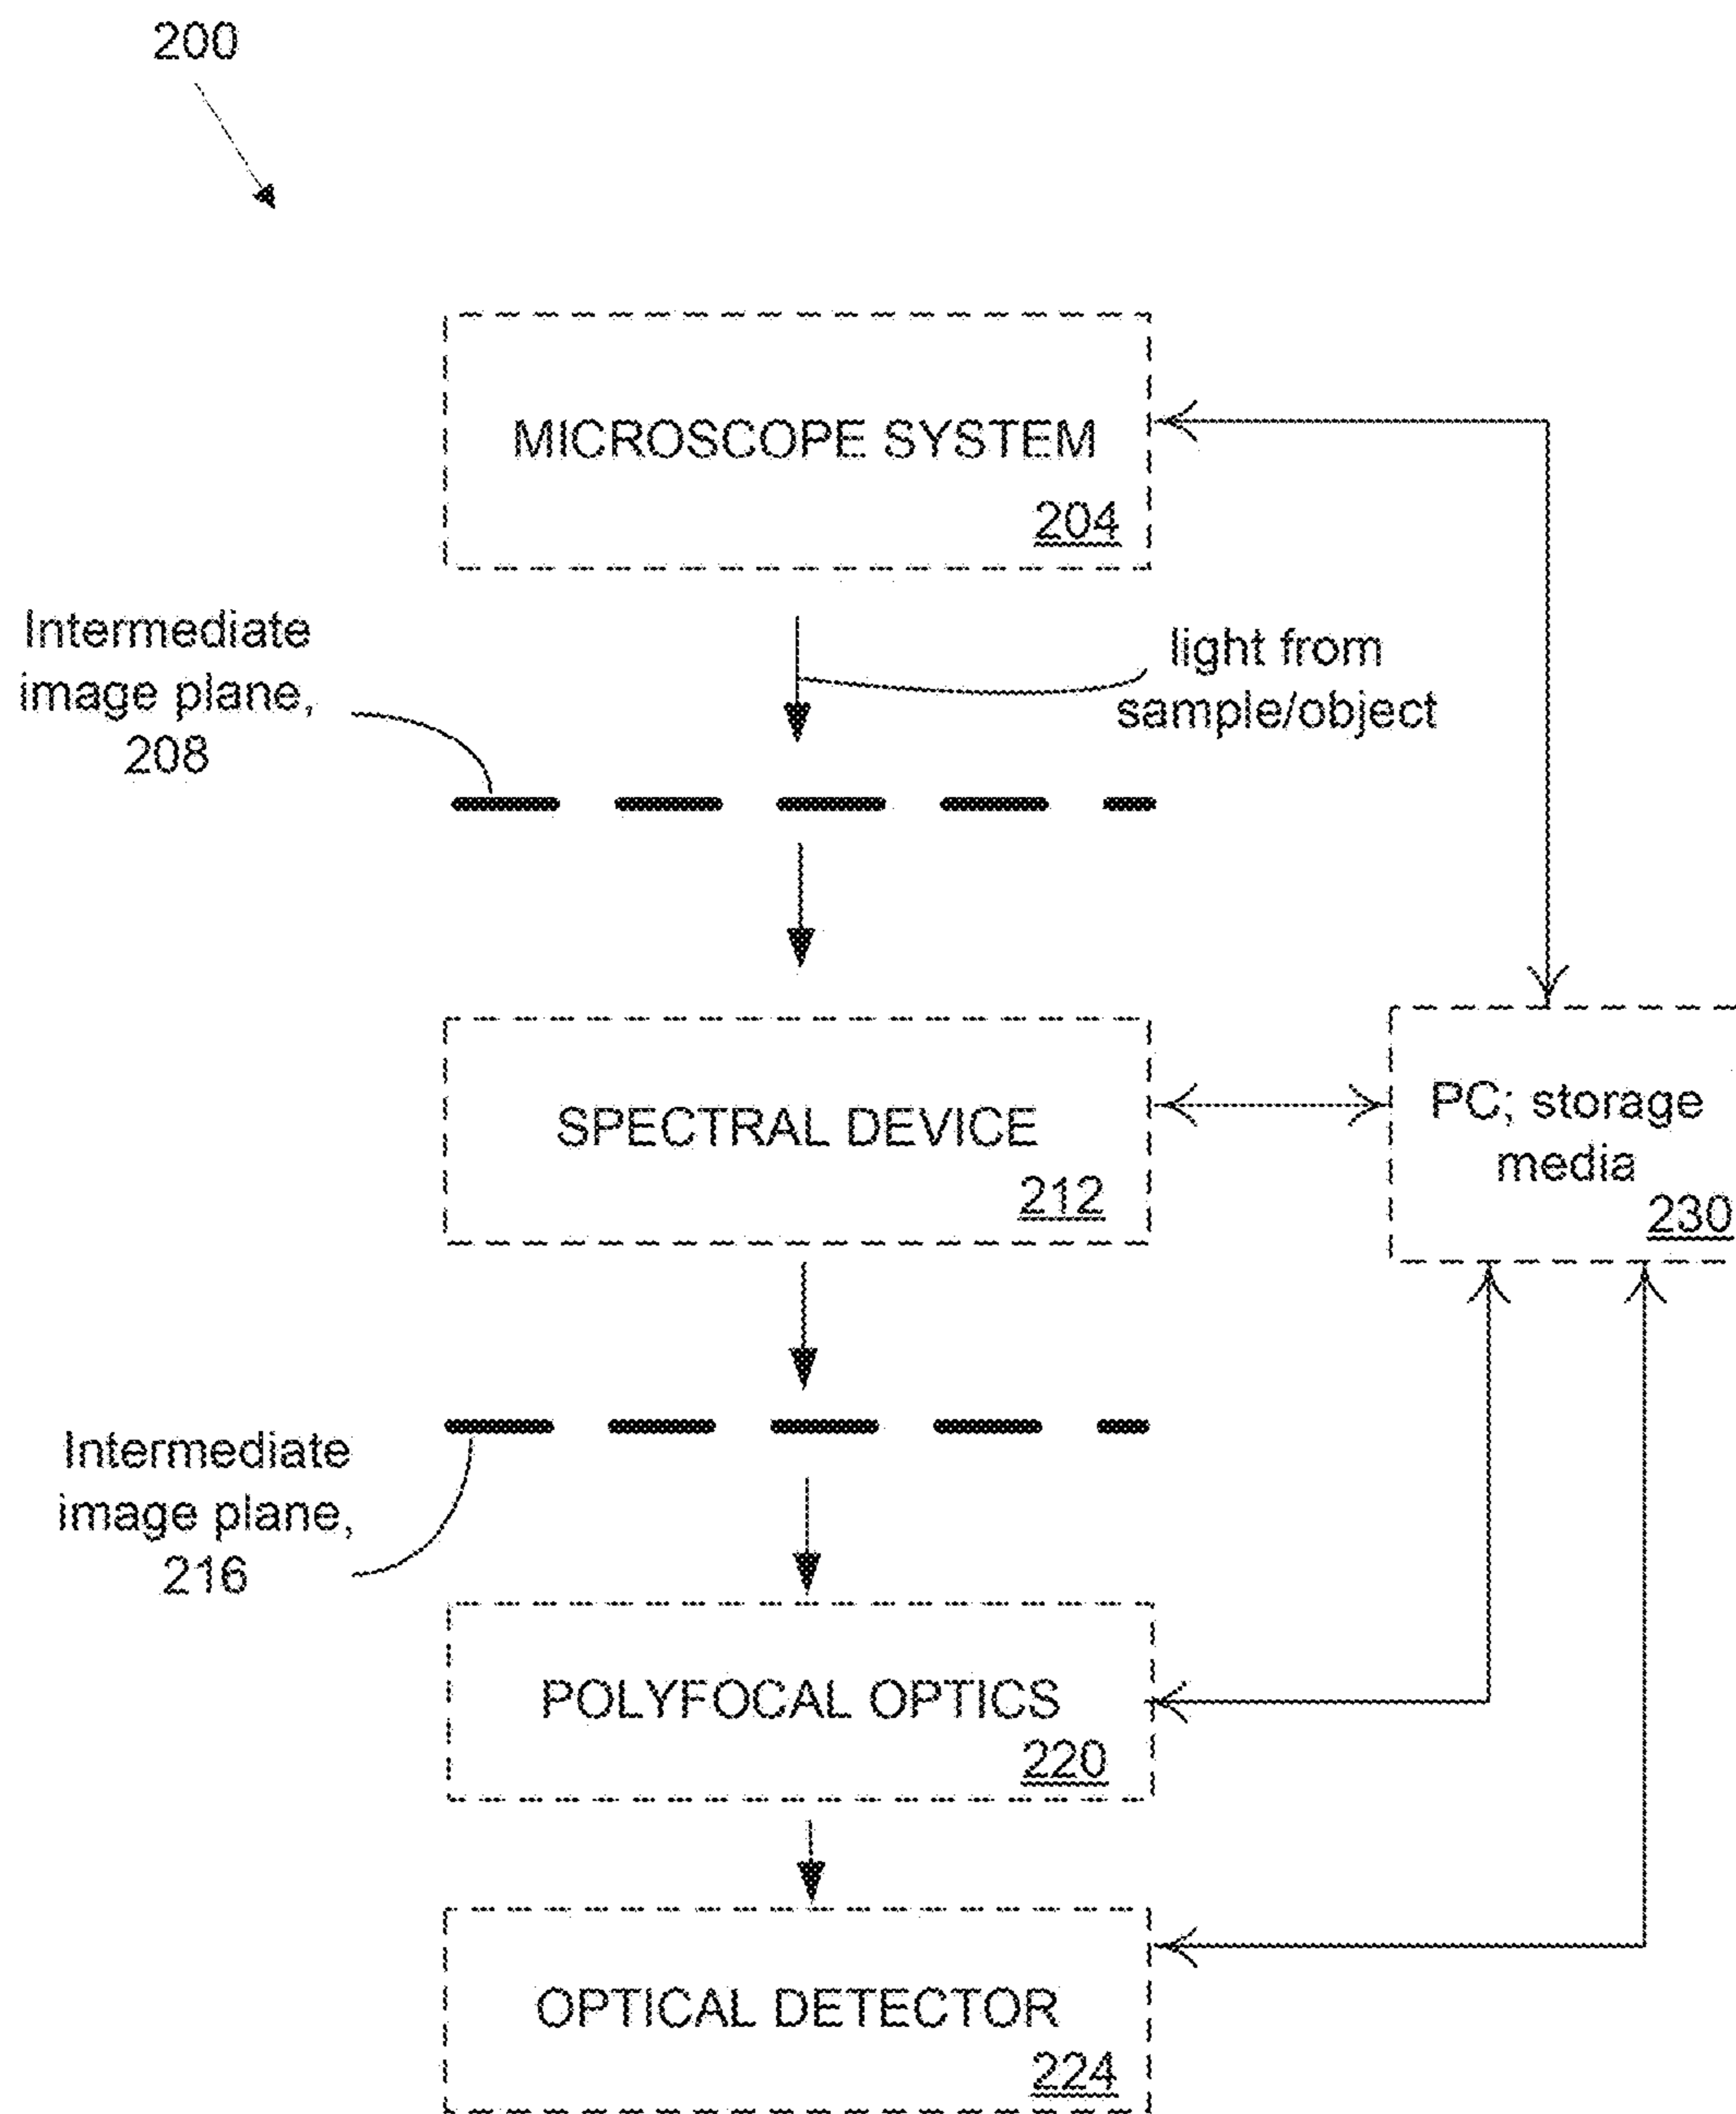 200
MICROSCOPE SYSTEM
204
Intermediate
image plane,
208
light from
sample/object
SPECTRAL DEVICE
212
PC; storage
media
230
Intermediate
image plane,
216
POLYFOCAL OPTICS
220
OPTICAL DETECTOR
224